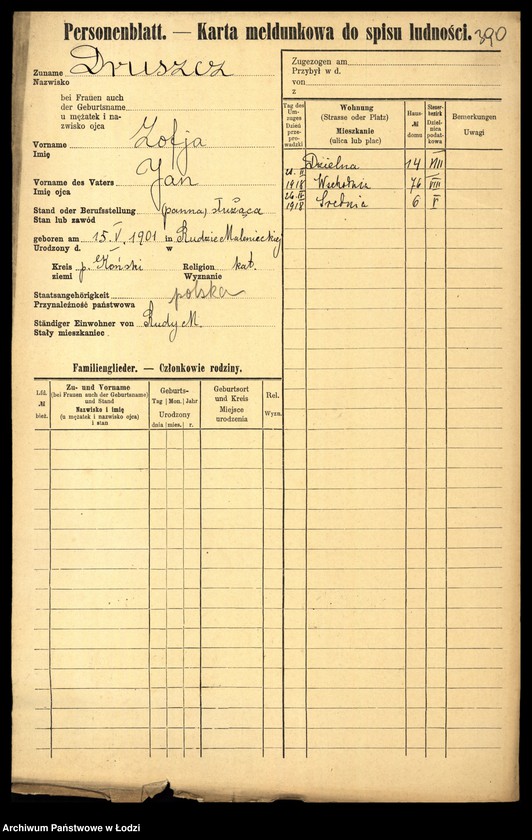 Personenblatt. — Karta meldunkowa do spisu ludności. 390
Zuname Druszcz
Nazwisko
bei Frauen auch
der Geburtsname
u mężatek i na-
zwisko ojca
Vorname Zofja
Imię
Vorname des Vaters Jan
Imię ojca
Stand oder Berufsstellung (panna) służąca
Stan lub zawód
geboren am 15.V.1901 in Rudzie Malenieckiej
Urodzony d. w
Kreis p. Koński Religion kat.
ziemi Wyznanie
Staatsangehörigkeit polska
Przynależność państwowa
Ständiger Einwohner von Rudy M.
Stały mieszkaniec
Familienglieder. — Członkowie rodziny.
Lfd. № bież.
Zu- und Vorname
(bei Frauen auch der Geburtsname)
und Stand
Nazwisko i imię
(u mężatek i nazwisko ojca)
i stan
Geburts-
Tag | Mon. | Jahr
Urodzony
dnia | mies. | r.
Geburtsort
und Kreis
Miejsce
urodzenia
Rel.
Wyzn.
Zugezogen am
Przybył w d.
von
z
Tag des
Um-
zuges
Dzień
prze-
pro-
wadzki
Wohnung
(Strasse oder Platz)
Mieszkanie
(ulica lub plac)
Haus-
№
domu
Steuer-
bezirk
Dziel-
nica
podat-
kowa
Bemerkungen
Uwagi
Dzielna 14 VIII
1918 76 VIII
1918 Średnia 6 V
Archiwum Państwowe w Łodzi